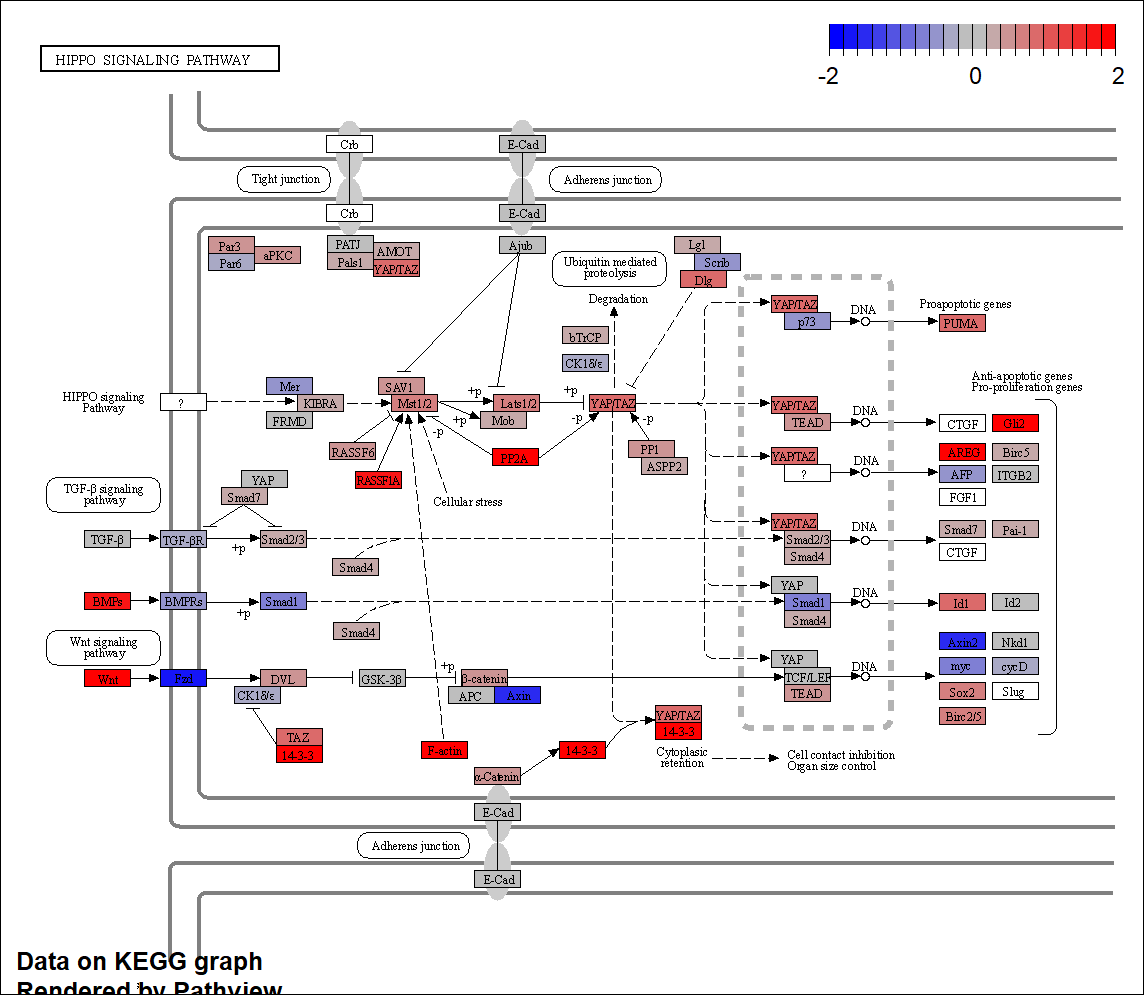 HIPPO SIGNALING PATHWAY
-2
0
2
Crb
E-Cad
Tight junction
Adherens junction
Crb
E-Cad
Par3
Par6
aPKC
PATJ
Pals1
AMOT
YAP/TAZ
Ajub
Ubiquitin mediated
proteolysis
Degradation
Lgl
Scrib
Dlg
bTrCP
CK1δ/ε
YAP/TAZ
p73
DNA
Proapoptotic genes
PUMA
HIPPO signaling
Pathway
?
Mer
KIBRA
FRMD
SAV1
Mst1/2
+p
+p
-p
Lats1/2
Mob
+p
-p
YAP/TAZ
-p
RASSF6
RASSF1A
PP2A
PP1
ASPP2
Cellular stress
YAP/TAZ
TEAD
DNA
Anti-apoptotic genes
Pro-proliferation genes
CTGF
Gli2
YAP/TAZ
?
DNA
AREG
Birc5
AFP
ITGB2
FGF1
TGF-β signaling
pathway
YAP
Smad7
TGF-β
TGF-βR
+p
Smad2/3
Smad4
YAP/TAZ
Smad2/3
Smad4
DNA
Smad7
Pai-1
CTGF
BMPs
BMPRs
+p
Smad1
Smad4
YAP
Smad1
Smad4
DNA
Id1
Id2
Wnt signaling
pathway
Wnt
Fzd
DVL
CK1δ/ε
GSK-3β
+p
β-catenin
APC
Axin
YAP
TCF/LEF
TEAD
DNA
Axin2
Nkd1
myc
cycD
Sox2
Slug
Birc2/5
TAZ
14-3-3
F-actin
14-3-3
YAP/TAZ
14-3-3
Cytoplasic
retention
Cell contact inhibition
Organ size control
α-Catenin
E-Cad
Adherens junction
E-Cad
Data on KEGG graph
Rendered by Pathview